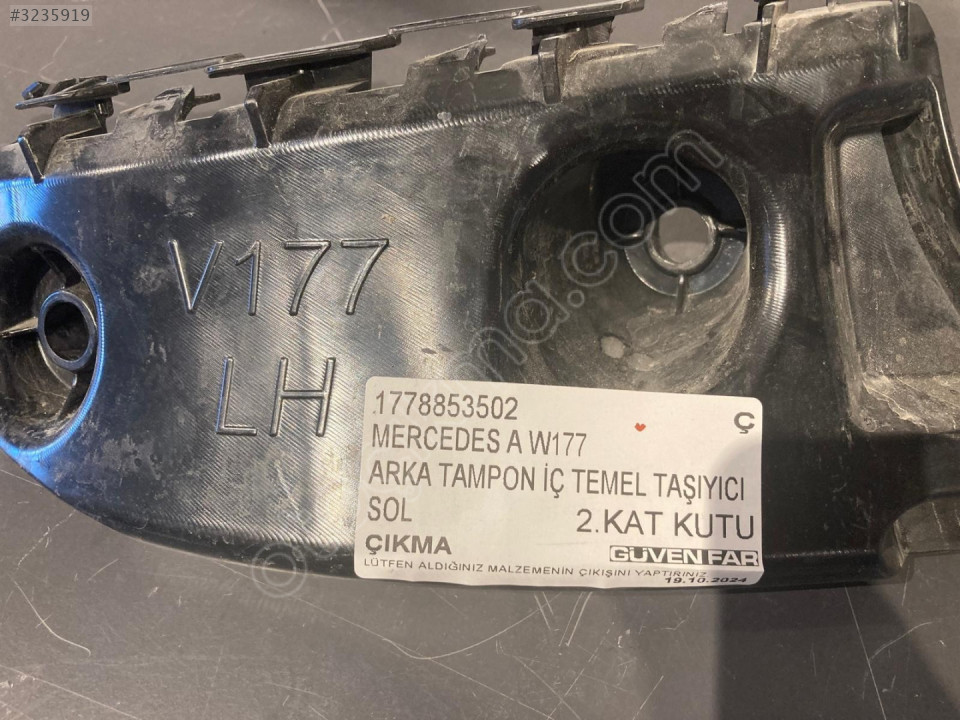 #3235919
V177
LH
1778853502
Ç
MERCEDES A W177
ARKA TAMPON İÇ TEMEL TAŞIYICI
SOL
2.KAT KUTU
ÇIKMA
GÜVEN FAR
LÜTFEN ALDIĞINIZ MALZEMENİN ÇIKIŞINI YAPTIRINIZ
19.10.2024